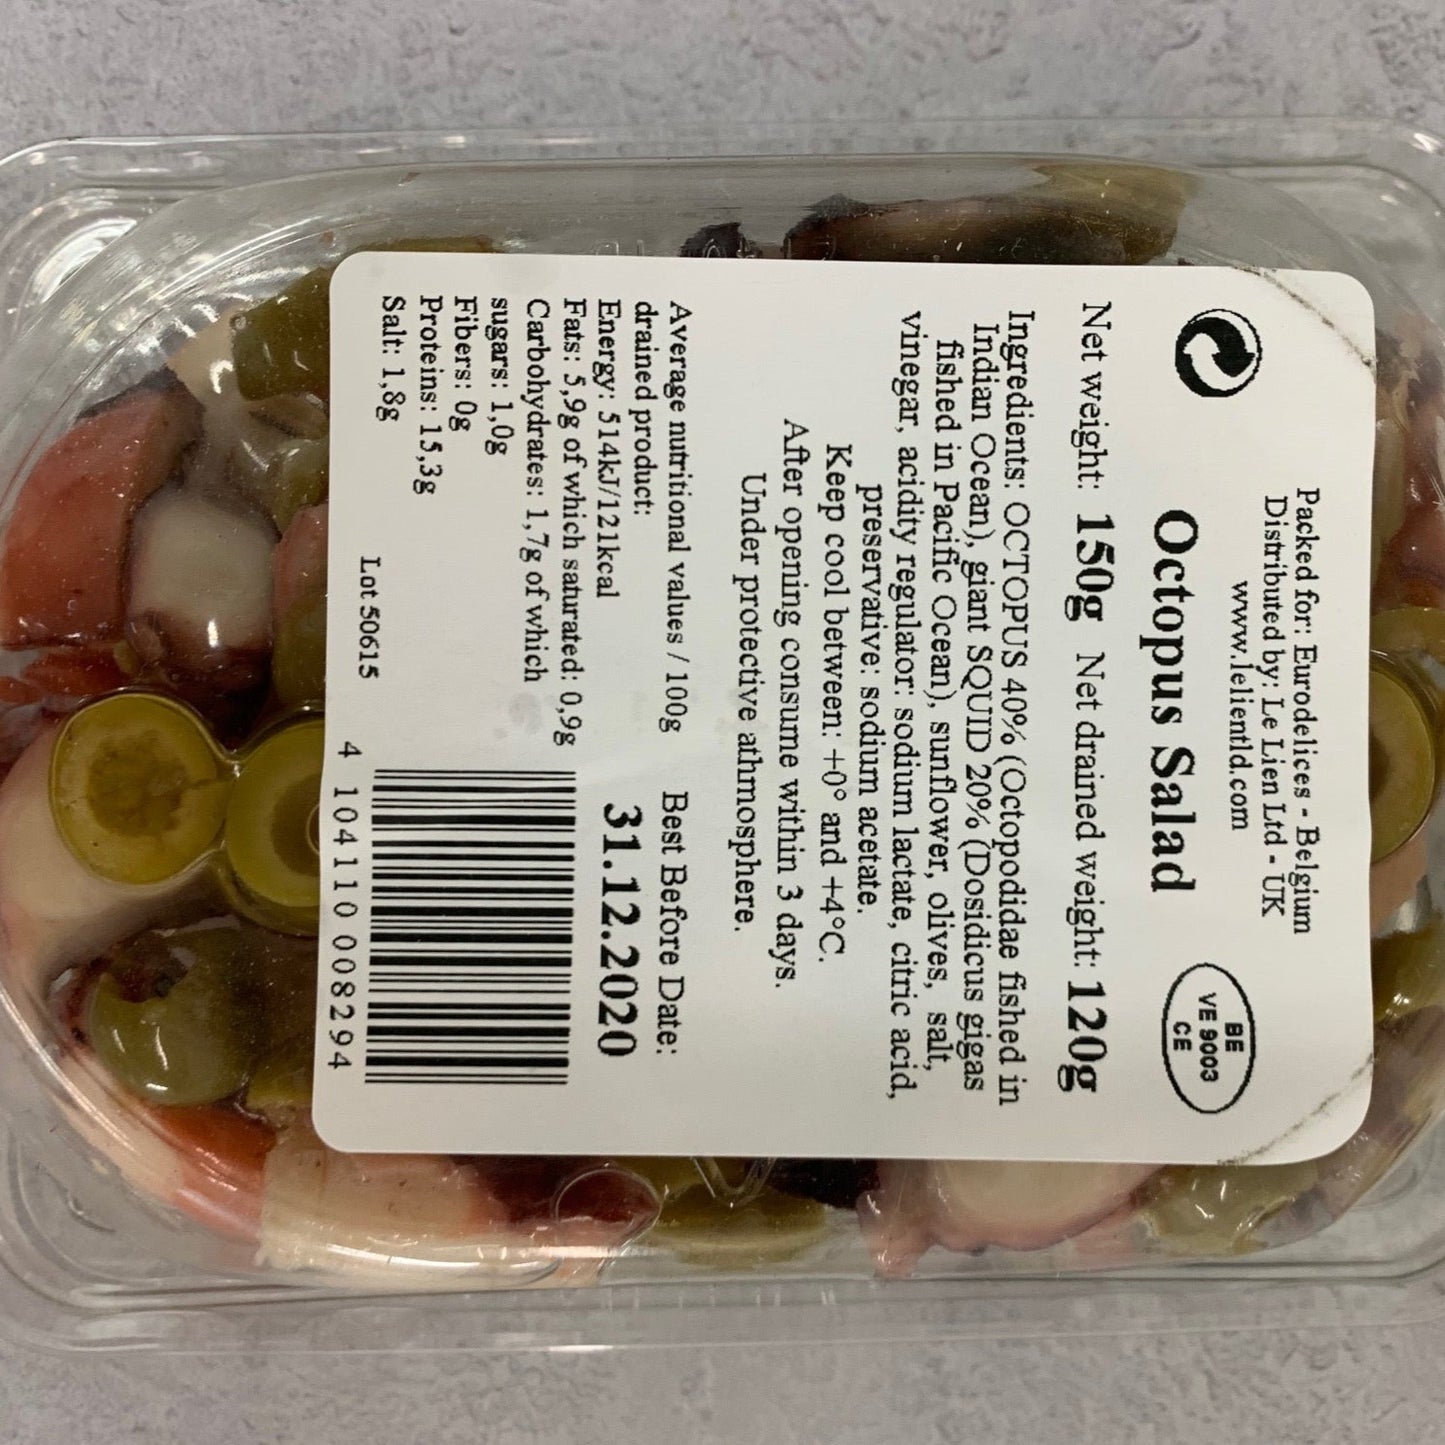 Packed for: Eurodelices - Belgium
Distributed by: Le Lien Ltd - UK
www.lelientld.com
BE
VE 9003
CE
Octopus Salad
Net weight: 150g Net drained weight: 120g
Ingredients: OCTOPUS 40% (Octopodidae fished in
Indian Ocean), giant SQUID 20% (Dosidicus gigas
fished in Pacific Ocean), sunflower, olives, salt,
vinegar, acidity regulator: sodium lactate, citric acid,
preservative: sodium acetate.
Keep cool between: +0° and +4°C.
After opening consume within 3 days.
Under protective athmosphere.
Average nutritional values / 100g
drained product:
Energy: 514kJ/121kcal
Fats: 5,9g of which saturated: 0,9g
Carbohydrates: 1,7g of which
sugars: 1,0g
Fibers: 0g
Proteins: 15,3g
Salt: 1,8g
Best Before Date:
31.12.2020
Lot 50615
4 104110 008294